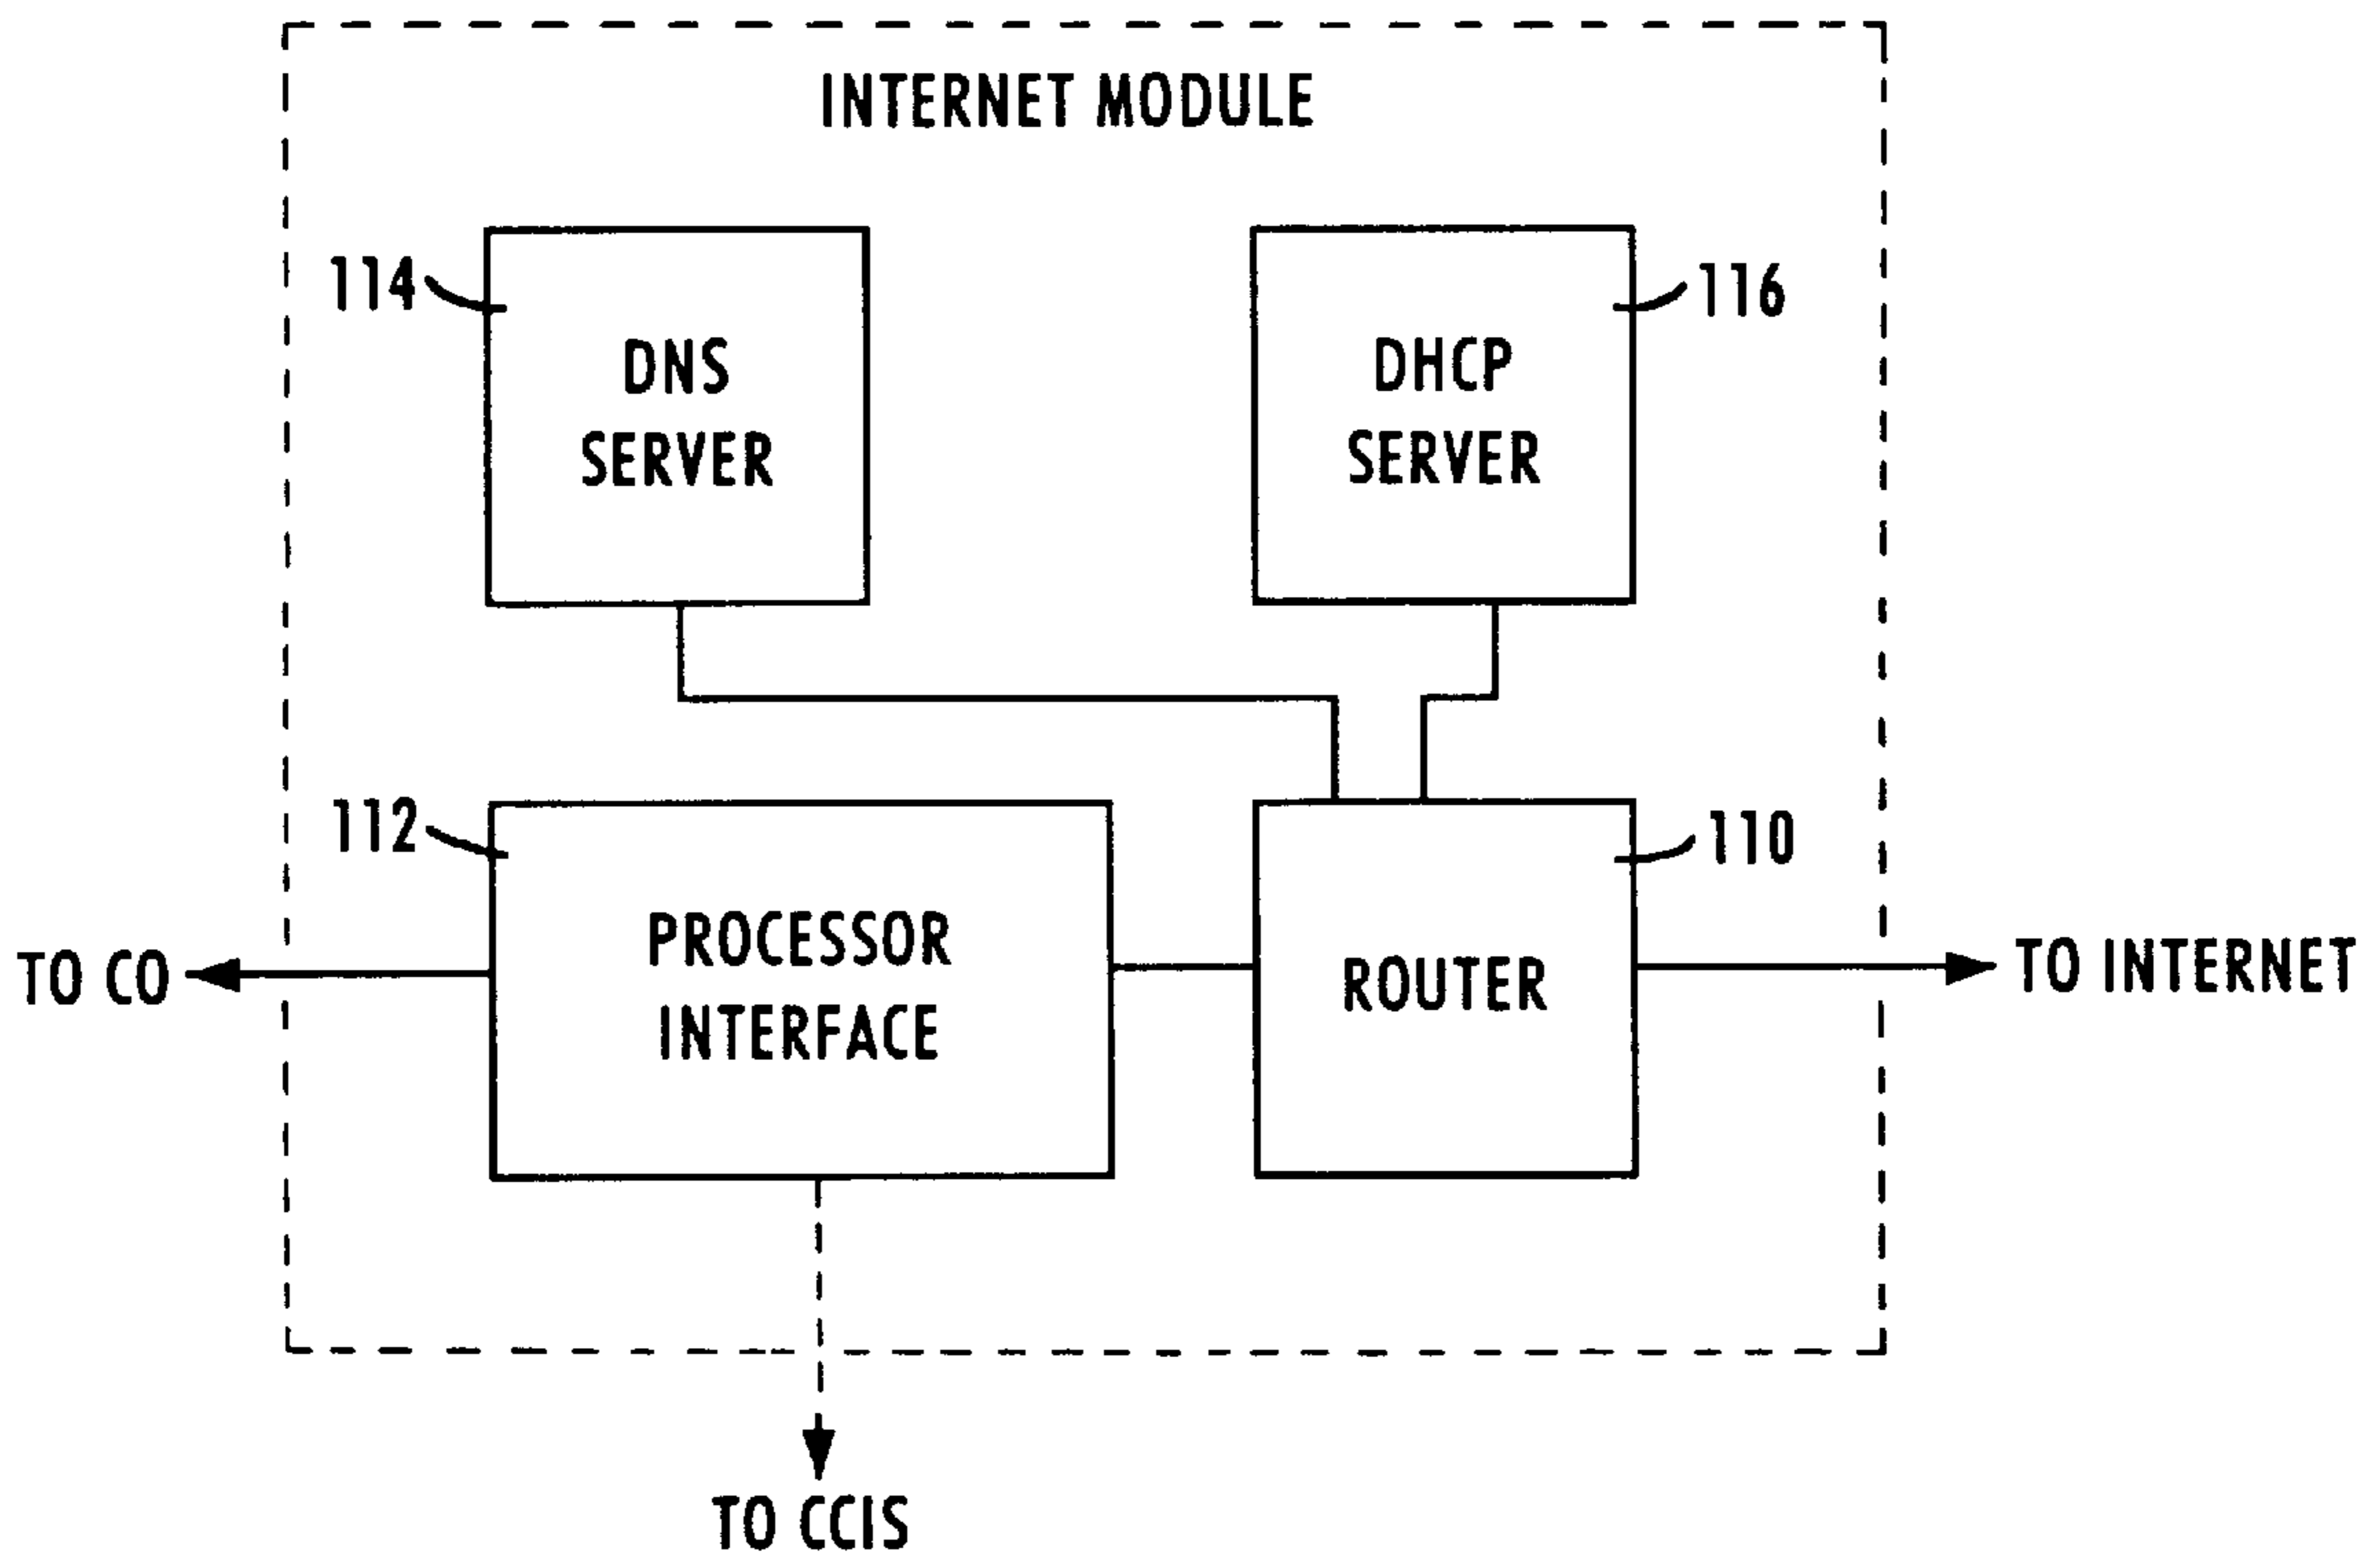 INTERNET MODULE
114
DNS
SERVER
DHCP
SERVER
116
112
PROCESSOR
INTERFACE
110
ROUTER
TO CO
TO INTERNET
TO CCIS